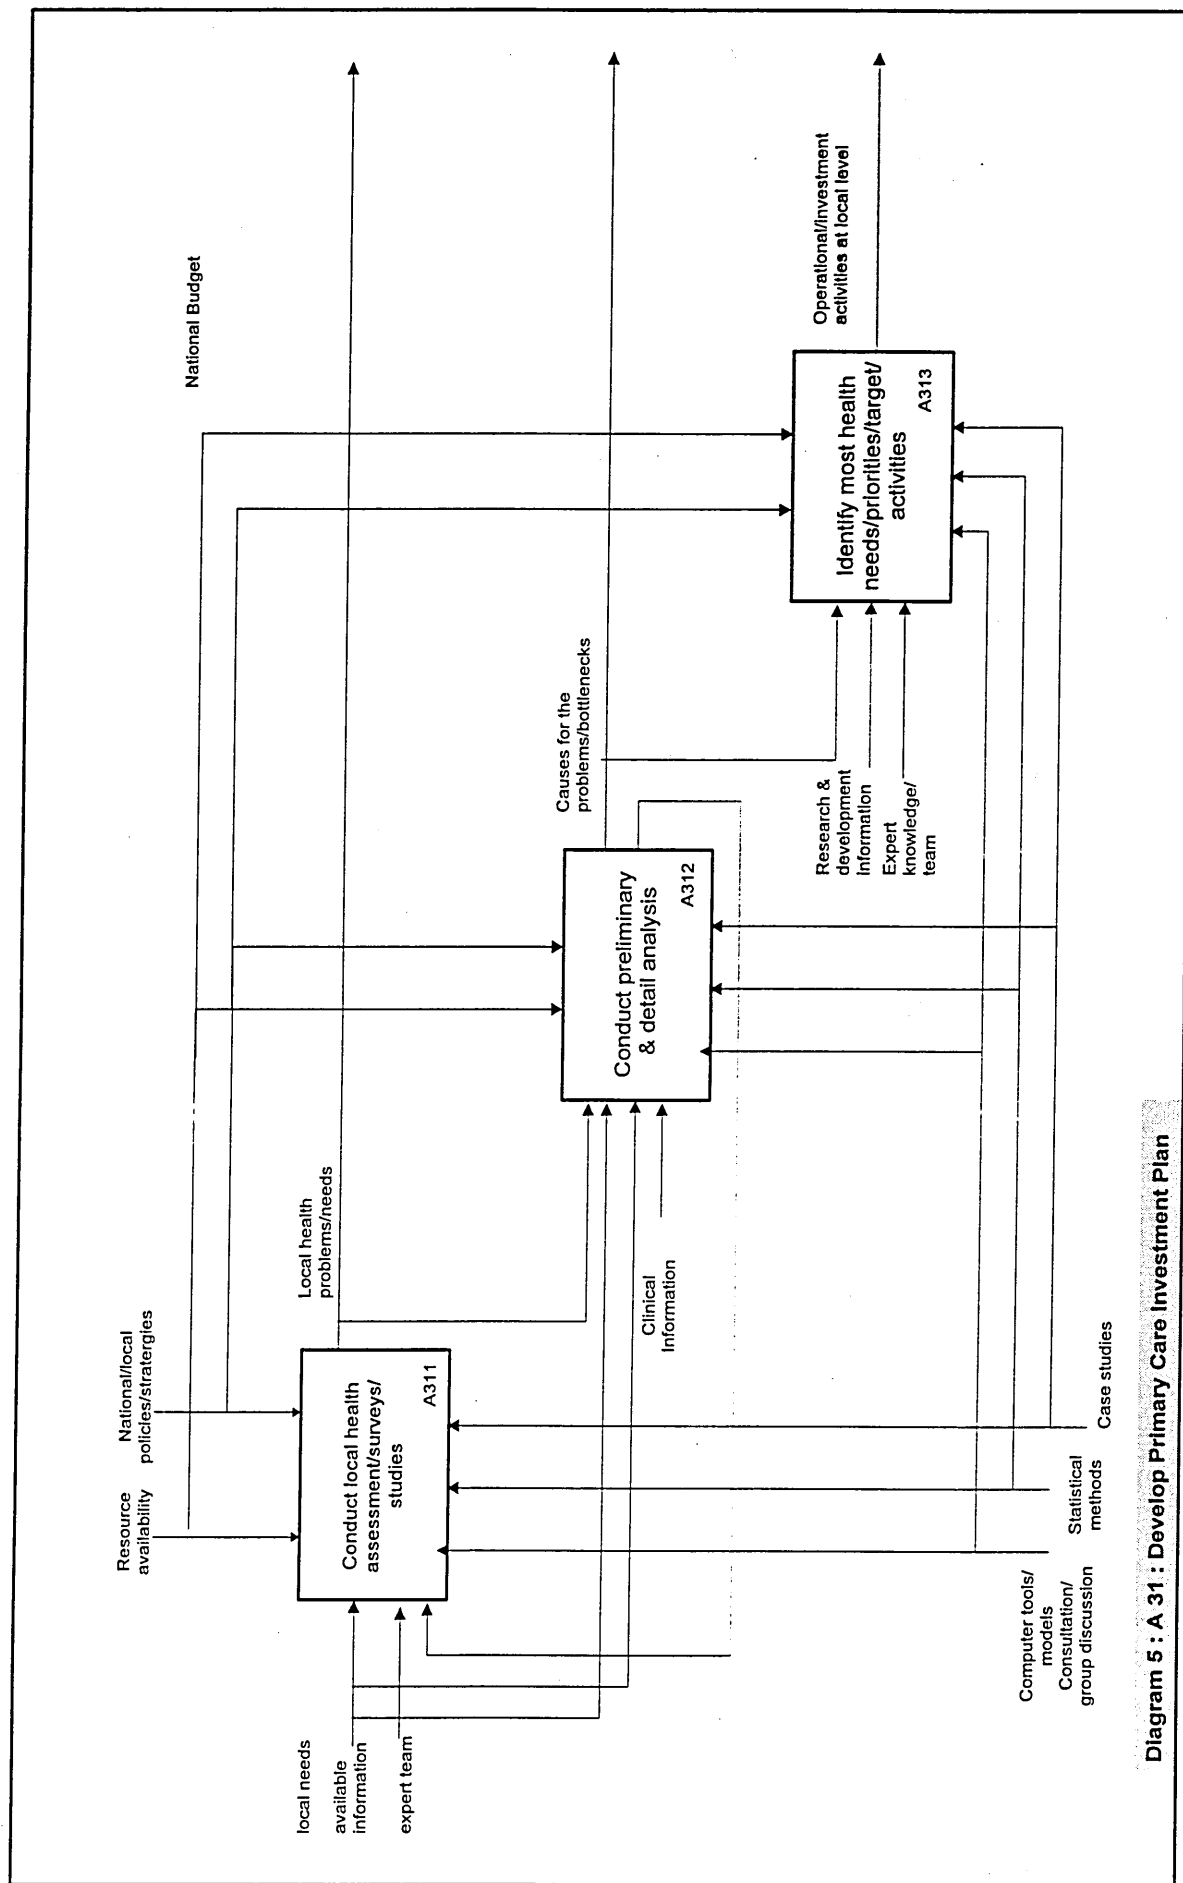 Resource
availability
National/local
policies/stratergies
National Budget
Conduct local health
assessment/surveys/
studies
A311
Local health
problems/needs
local needs
available
information
expert team
Conduct preliminary
& detail analysis
A312
Clinical
Information
Causes for the
problems/bottlenecks
Identify most health
needs/priorities/target/
activities
A313
Research &
development
Information
Expert
knowledge/
team
Operational/investment
activities at local level
Computer tools/
models
Consultation/
group discussion
Statistical
methods
Case studies
Diagram 5 : A 31 : Develop Primary Care Investment Plan